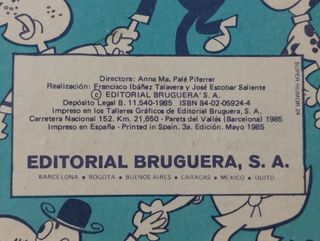 Directora: Anna Ma. Palé Pifarrer
Realización: Francisco Ibáñez Talavera y José Escobar Saliente
© EDITORIAL BRUGUERA' S. A.
Depósito Legal B. 11.540-1985 ISBN 84-02-05924-4
Impreso en los Talleres Gráficos de Editorial Bruguera, S. A.
Carretera Nacional 152. Km. 21,650 - Parets del Vallés (Barcelona) 1985
Impreso en España - Printed in Spain. 3a. Edición. Mayo 1985
EDITORIAL BRUGUERA, S. A.
BARCELONA • BOGOTA • BUENOS AIRES • CARACAS • MEXICO • QUITO
SUPER HUMOR 24